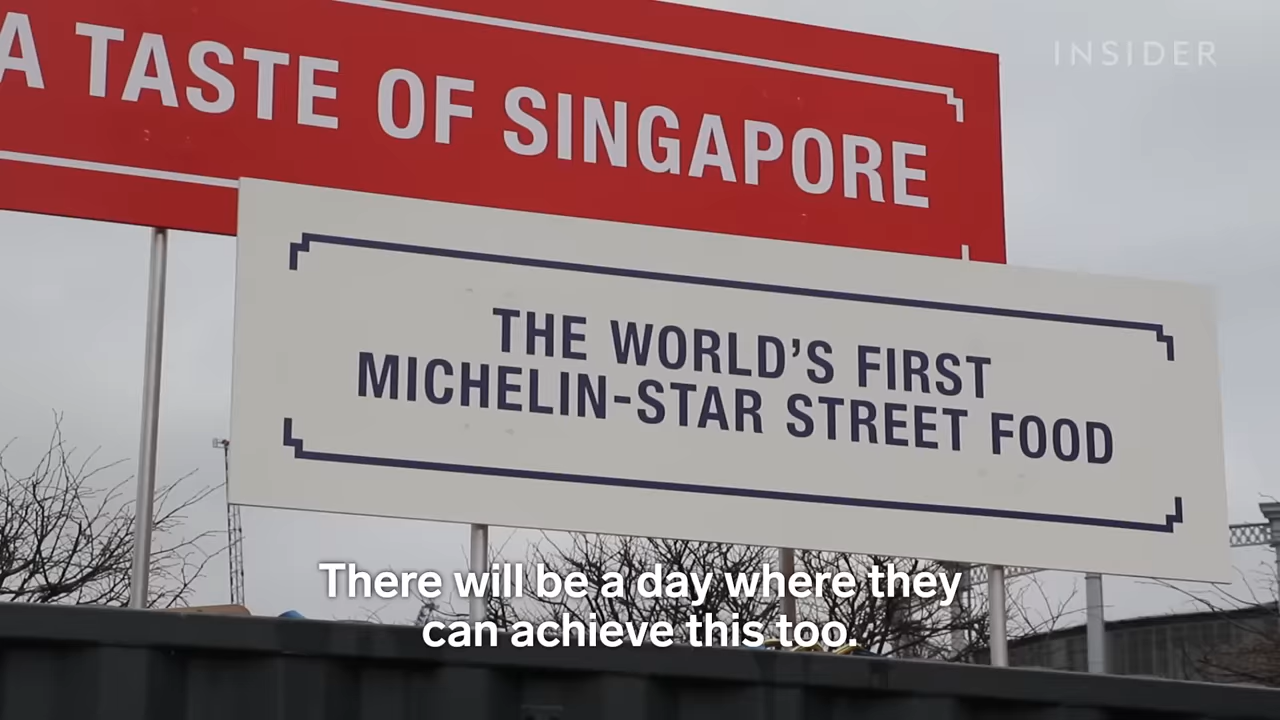 INSIDER
A TASTE OF SINGAPORE
THE WORLD'S FIRST
MICHELIN-STAR STREET FOOD
There will be a day where they
can achieve this too.